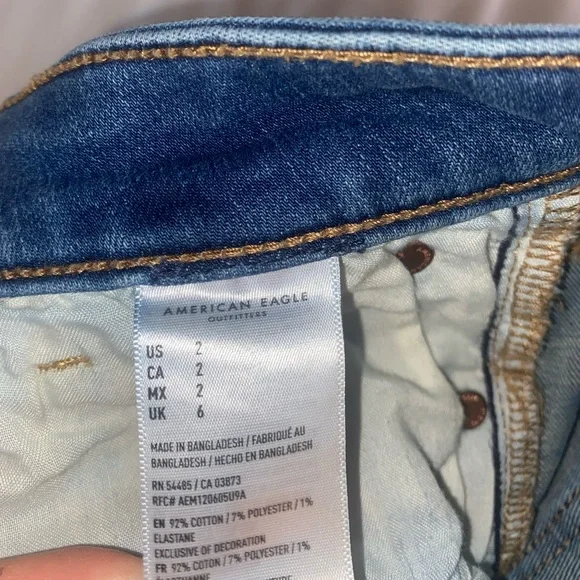 AMERICAN EAGLE
OUTFITTERS
US 2
CA 2
MX 2
UK 6
MADE IN BANGLADESH / FABRIQUÉ AU
BANGLADESH / HECHO EN BANGLADESH
RN 54485 / CA 03873
RFC# AEM120605U9A
EN 92% COTTON / 7% POLYESTER / 1%
ELASTANE
EXCLUSIVE OF DECORATION
FR 92% COTON / 7% POLYESTER / 1%
ÉLASTHANNE